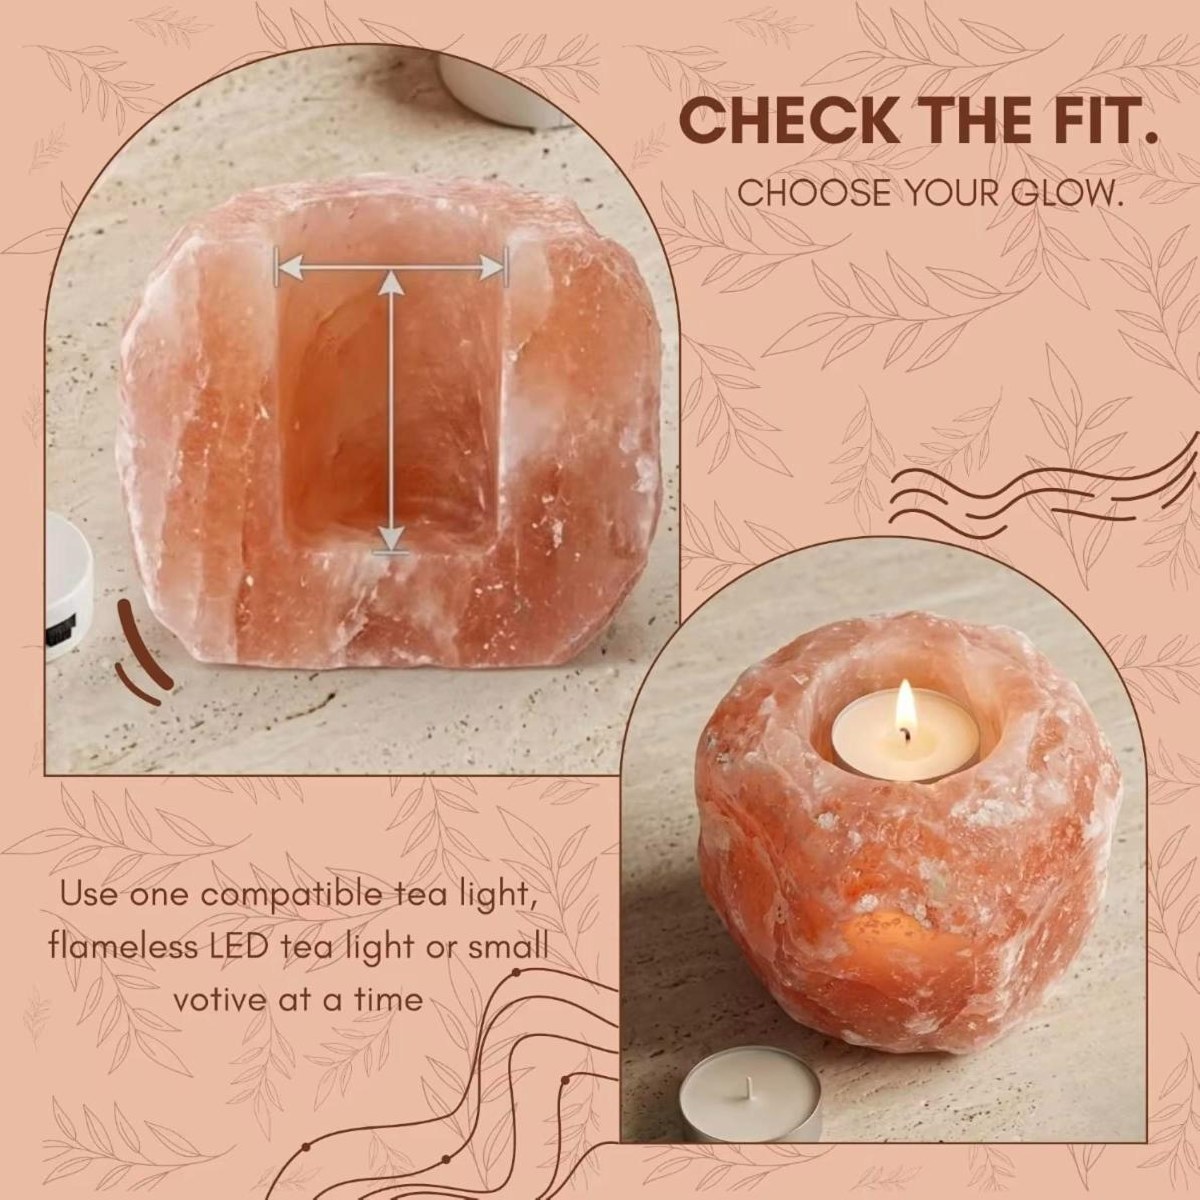 CHECK THE FIT.
CHOOSE YOUR GLOW.
Use one compatible tea light,
flameless LED tea light or small
votive at a time